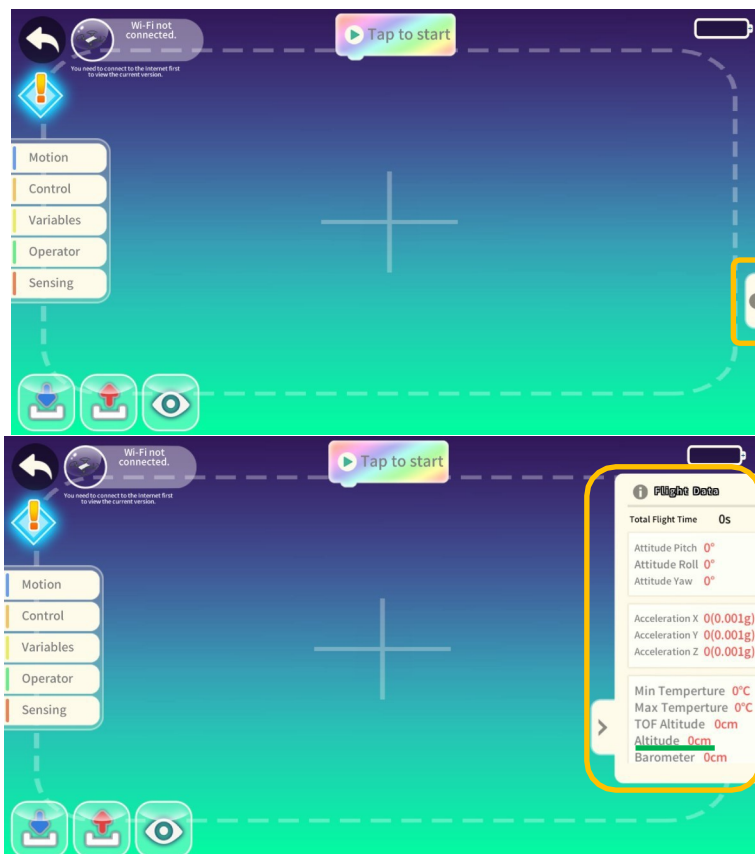 Wi-Fi not
connected.
You need to connect to the Internet first
to view the current version.
Tap to start
Motion
Control
Variables
Operator
Sensing
Wi-Fi not
connected.
You need to connect to the Internet first
to view the current version.
Tap to start
Motion
Control
Variables
Operator
Sensing
Flight Data
Total Flight Time 0s
Attitude Pitch 0°
Attitude Roll 0°
Attitude Yaw 0°
Acceleration X 0(0.001g)
Acceleration Y 0(0.001g)
Acceleration Z 0(0.001g)
Min Temperture 0°C
Max Temperture 0°C
TOF Altitude 0cm
Altitude 0cm
Barometer 0cm